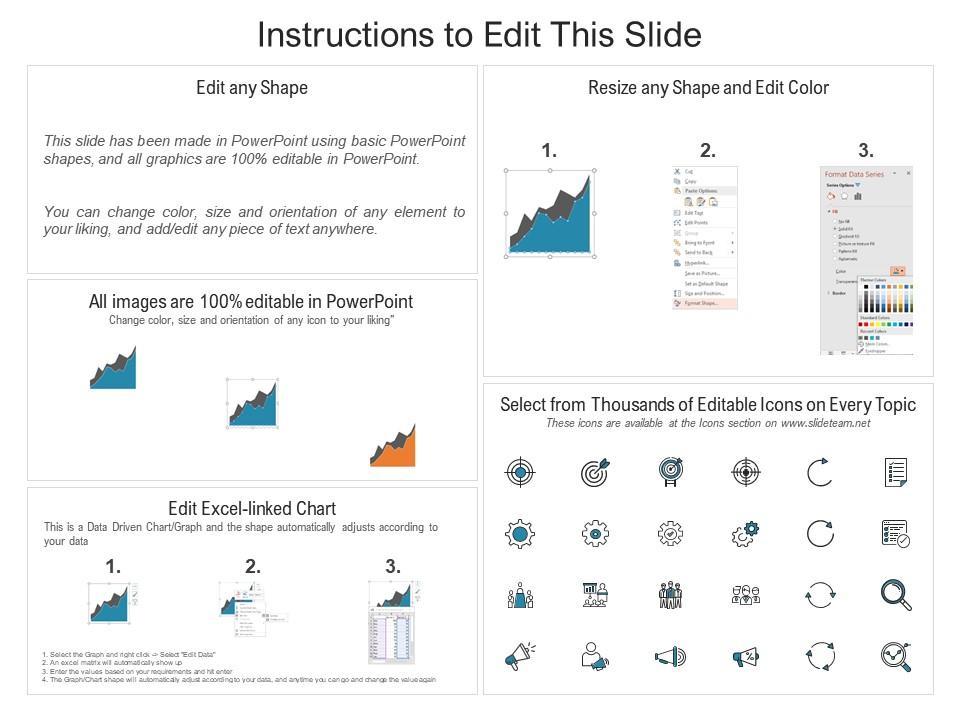 Instructions to Edit This Slide
Edit any Shape
This slide has been made in PowerPoint using basic PowerPoint
shapes, and all graphics are 100% editable in PowerPoint.
You can change color, size and orientation of any element to
your liking, and add/edit any piece of text anywhere.
All images are 100% editable in PowerPoint
Change color, size and orientation of any icon to your liking"
Edit Excel-linked Chart
This is a Data Driven Chart/Graph and the shape automatically adjusts according to
your data
1. 2. 3.
1. Select the Graph and right click -> Select "Edit Data"
2. An excel matrix will automatically show up
3. Enter the values based on your requirements and hit enter
4. The Graph/Chart shape will automatically adjust according to your data, and anytime you can go and change the value again
Resize any Shape and Edit Color
1. 2. 3.
Cut
Copy
Paste Options:
Edit Text
Edit Points
Group
Bring to Front
Send to Back
Hyperlink...
Save as Picture...
Set as Default Shape
Size and Position...
Format Shape...
Format Data Series
Series Options
Fill
No fill
Solid fill
Gradient fill
Picture or texture fill
Pattern fill
Automatic
Color
Border
Theme Colors
Standard Colors
Recent Colors
More Colors...
Eyedropper
Select from Thousands of Editable Icons on Every Topic
These icons are available at the Icons section on www.slideteam.net